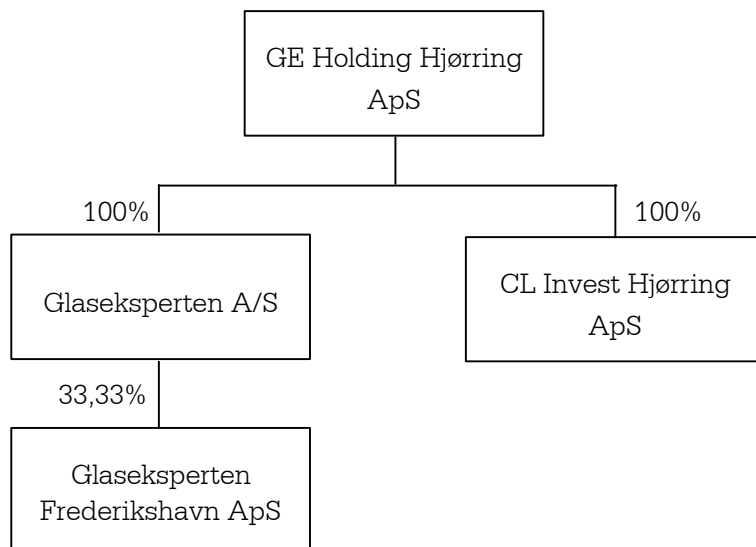 GE Holding Hjørring
ApS
100%
100%
Glaseksperten A/S
CL Invest Hjørring
ApS
33,33%
Glaseksperten
Frederikshavn ApS